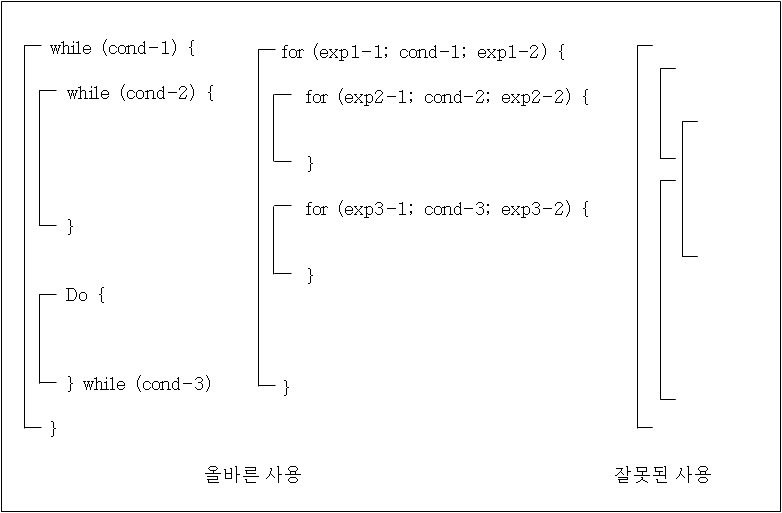 while (cond-1) {
while (cond-2) {
}
Do {
} while (cond-3)
}
for (exp1-1; cond-1; exp1-2) {
for (exp2-1; cond-2; exp2-2) {
}
for (exp3-1; cond-3; exp3-2) {
}
}
올바른 사용
잘못된 사용